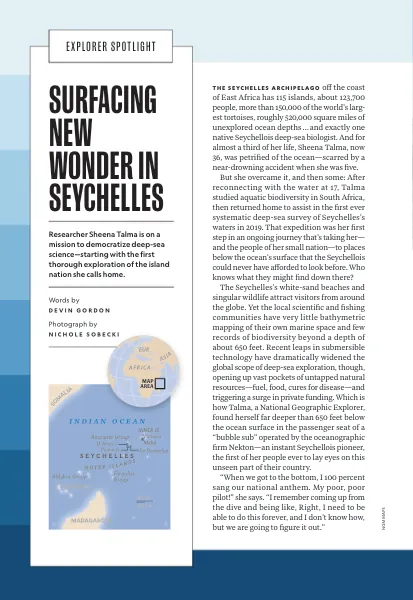 EXPLORER SPOTLIGHT
SURFACING
NEW
WONDER IN
SEYCHELLES
Researcher Sheena Talma is on a
mission to democratize deep-sea
science—starting with the first
thorough exploration of the island
nation she calls home.
Words by
DEVIN GORDON
Photograph by
NICHOLE SOBECKI
EUR.
ASIA
AFRICA
MAP
AREA
SOMALIA
INDIAN OCEAN
SEYCHELLES
OUTER ISLANDS
MADAGASCAR
THE SEYCHELLES ARCHIPELAGO off the coast
of East Africa has 115 islands, about 123,700
people, more than 150,000 of the world's larg-
est tortoises, roughly 520,000 square miles of
unexplored ocean depths ... and exactly one
native Seychellois deep-sea biologist. And for
almost a third of her life, Sheena Talma, now
36, was petrified of the ocean—scarred by a
near-drowning accident when she was five.
But she overcame it, and then some: After
reconnecting with the water at 17, Talma
studied aquatic biodiversity in South Africa,
then returned home to assist in the first ever
systematic deep-sea survey of Seychelles's
waters in 2019. That expedition was her first
step in an ongoing journey that's taking her—
and the people of her small nation—to places
below the ocean's surface that the Seychellois
could never have afforded to look before. Who
knows what they might find down there?
The Seychelles's white-sand beaches and
singular wildlife attract visitors from around
the globe. Yet the local scientific and fishing
communities have very little bathymetric
mapping of their own marine space and few
records of biodiversity beyond a depth of
about 650 feet. Recent leaps in submersible
technology have dramatically widened the
global scope of deep-sea exploration, though,
opening up vast pockets of untapped natural
resources—fuel, food, cures for disease—and
triggering a surge in private funding. Which is
how Talma, a National Geographic Explorer,
found herself far deeper than 650 feet below
the ocean surface in the passenger seat of a
"bubble sub" operated by the oceanographic
firm Nekton—an instant Seychellois pioneer,
the first of her people ever to lay eyes on this
unseen part of their country.
"When we got to the bottom, I 100 percent
sang our national anthem. My poor, poor
pilot!" she says. "I remember coming up from
the dive and being like, Right, I need to be
able to do this forever, and I don't know how,
but we are going to figure it out."
NGM MAPS